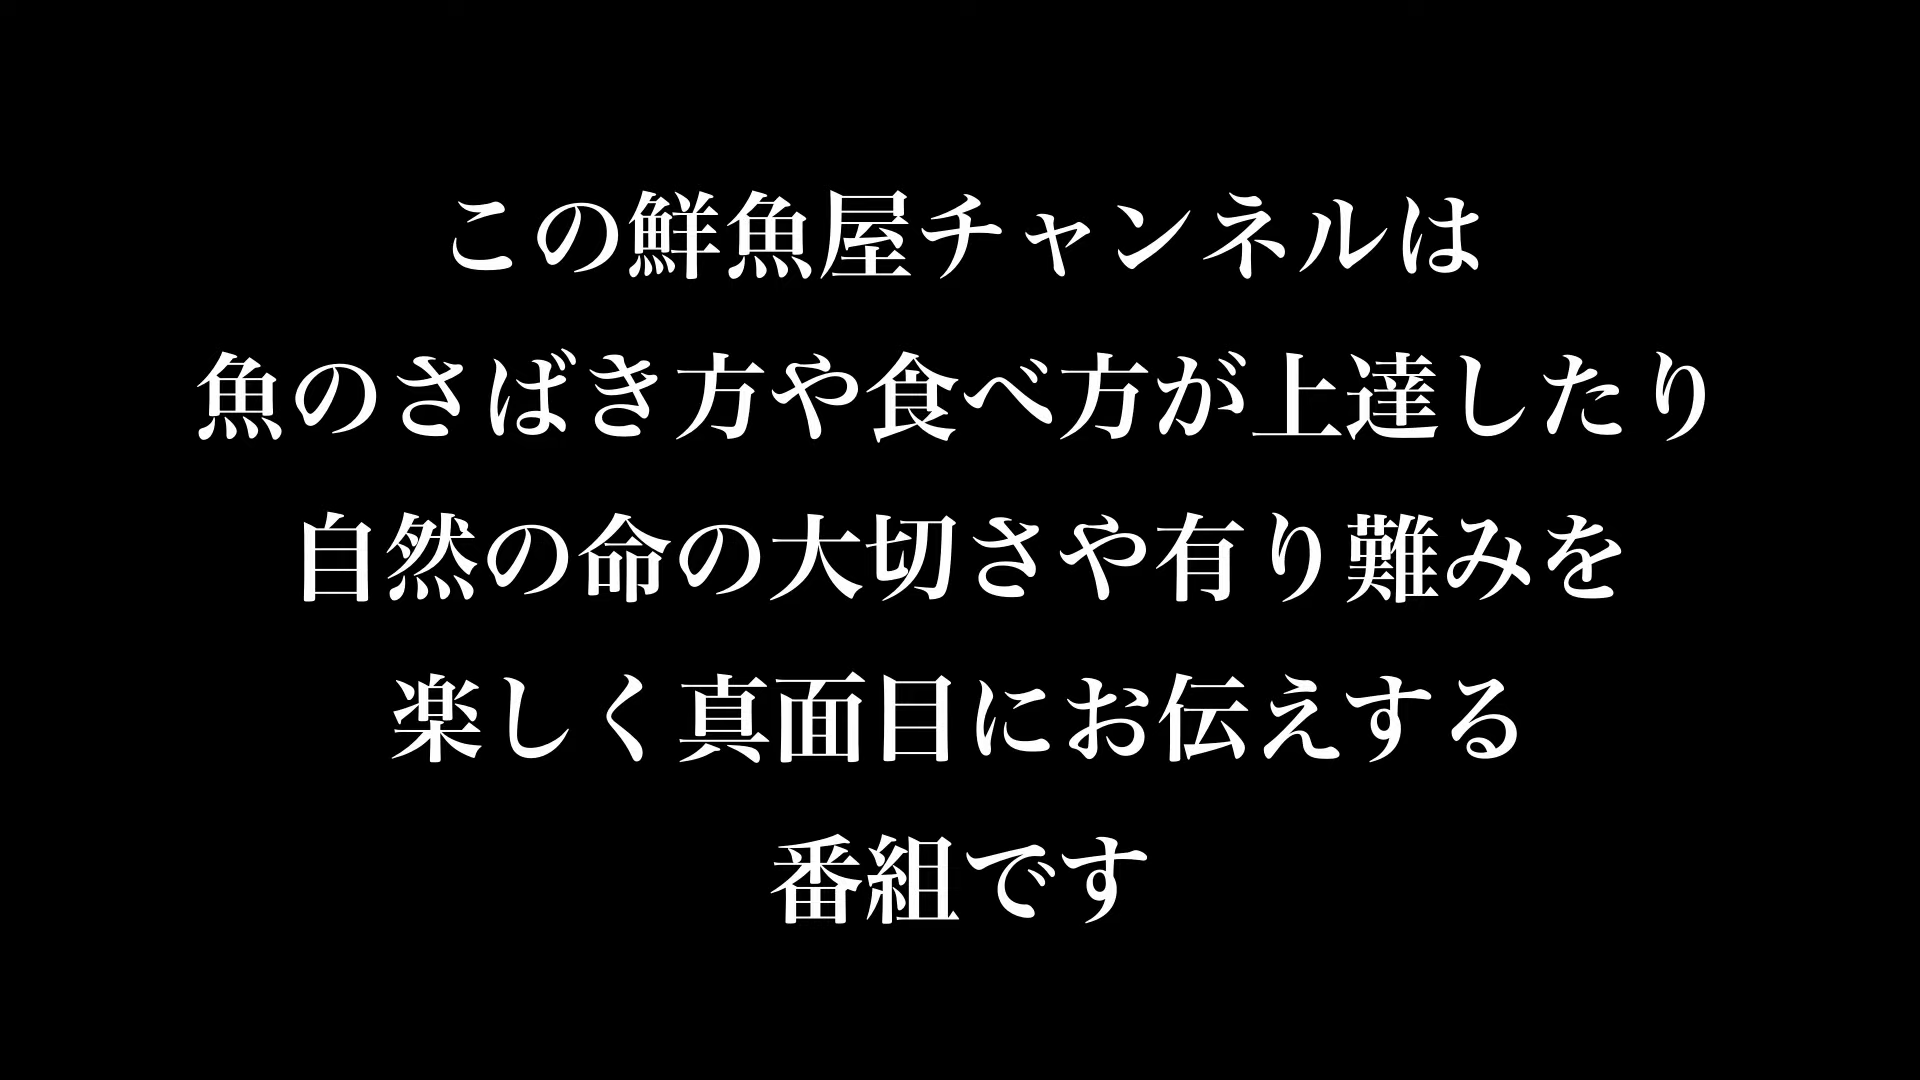 この鮮魚屋チャンネルは
魚のさばき方や食べ方が上達したり
自然の命の大切さや有り難みを
楽しく真面目にお伝えする
番組です